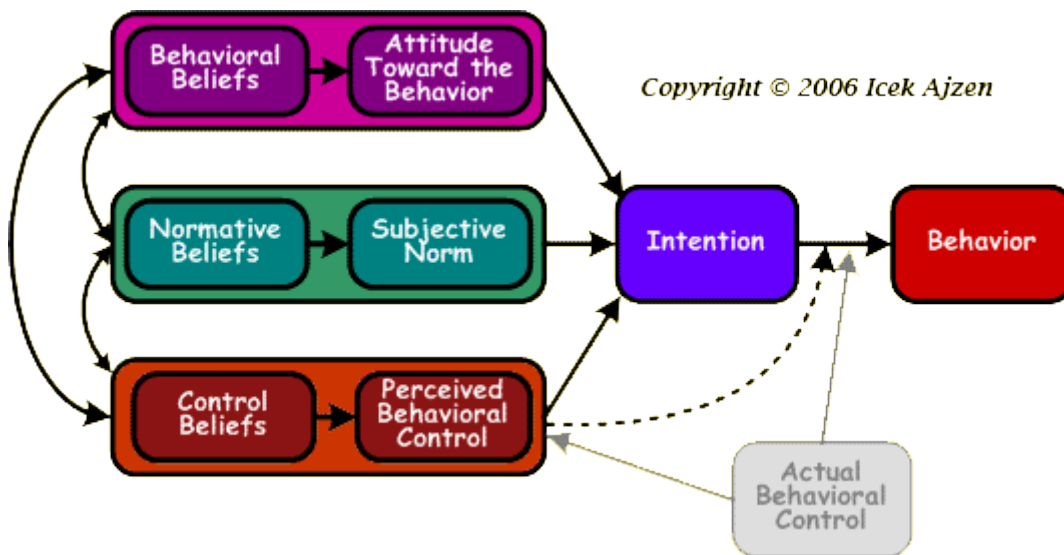 Behavioral
Beliefs
Attitude
Toward the
Behavior
Copyright © 2006 Icek Ajzen
Normative
Beliefs
Subjective
Norm
Intention
Behavior
Control
Beliefs
Perceived
Behavioral
Control
Actual
Behavioral
Control